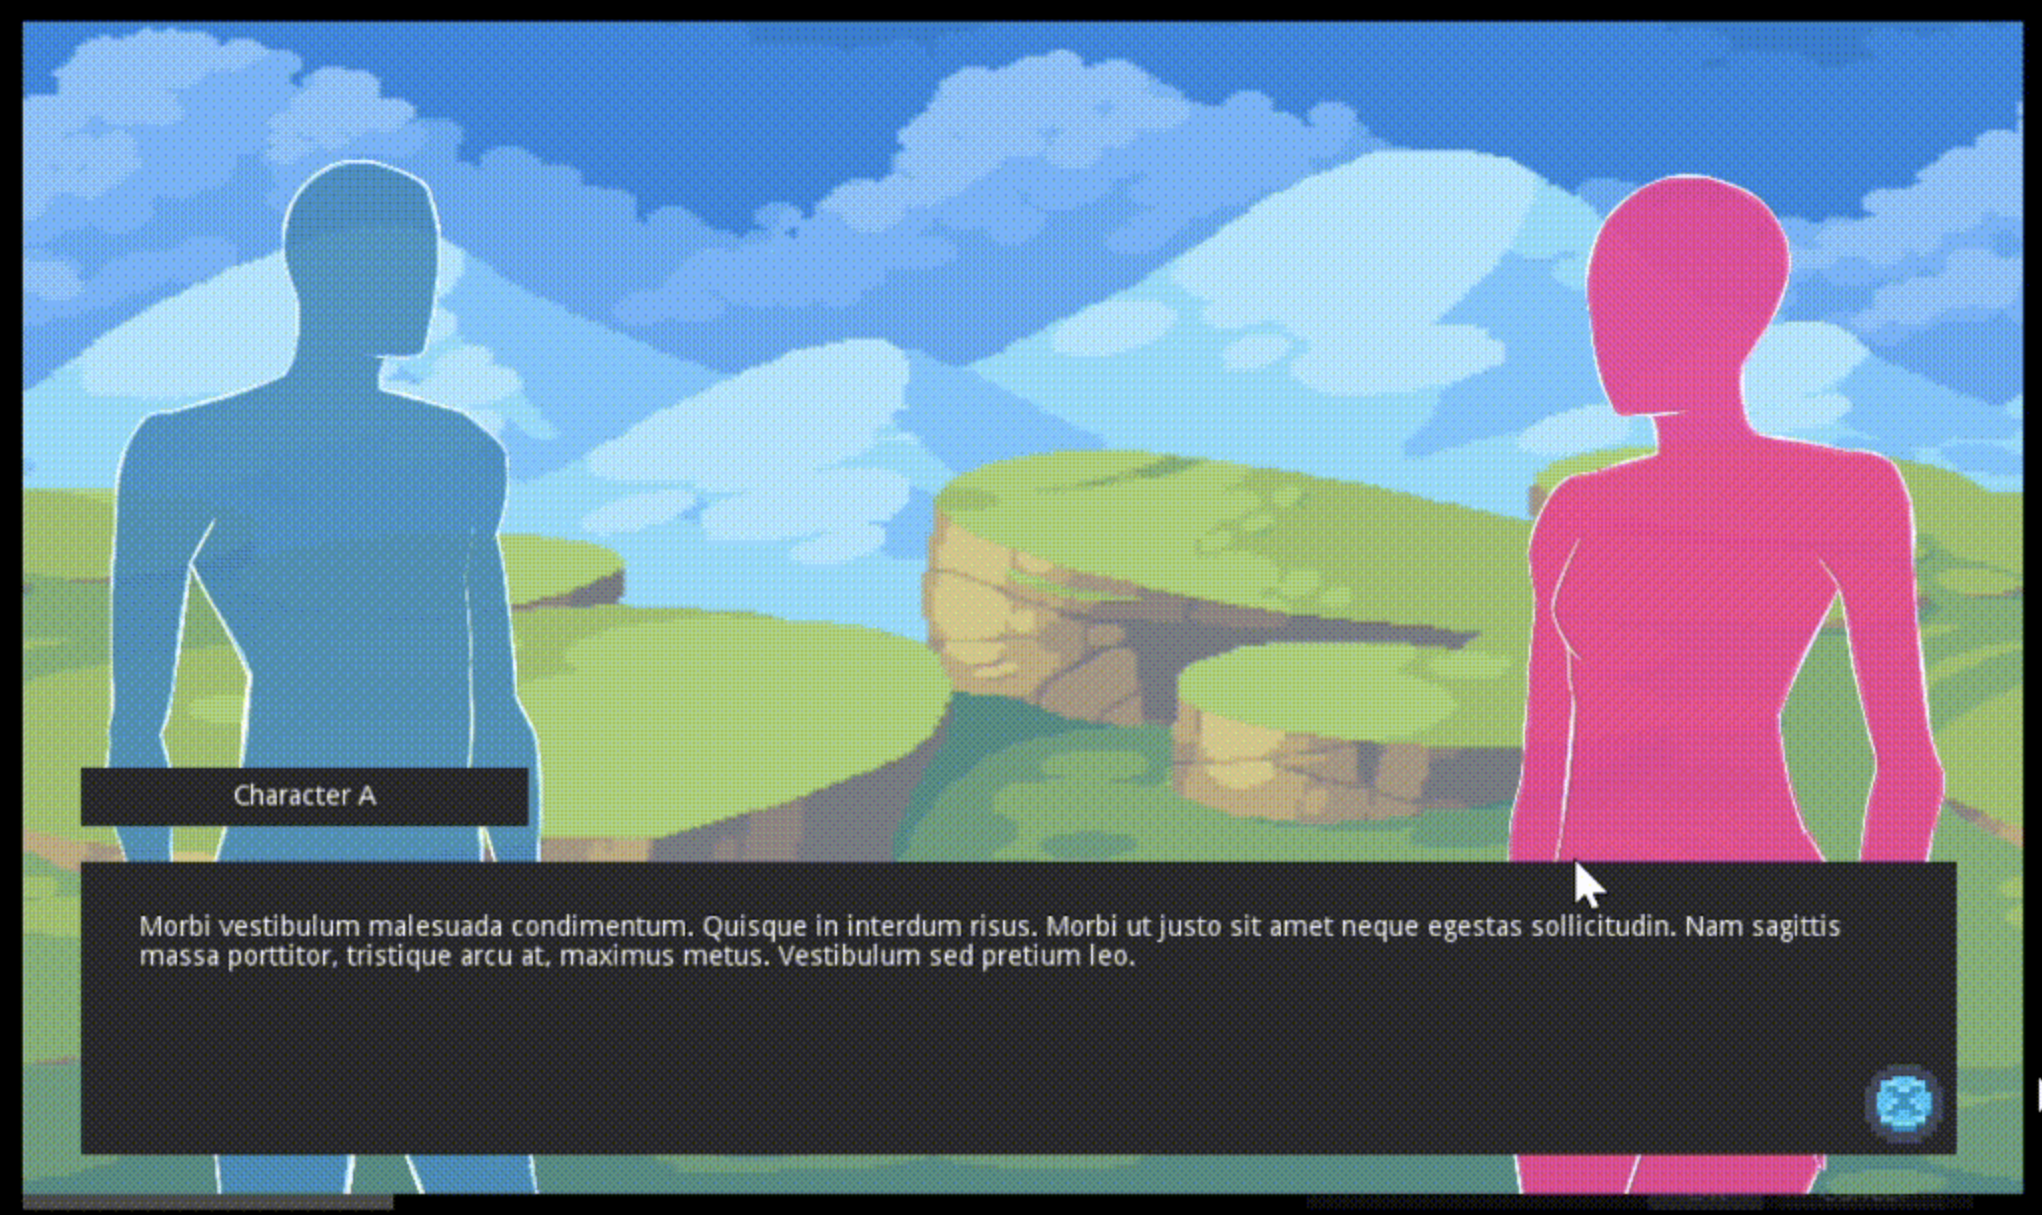 Character A
Morbi vestibulum malesuada condimentum. Quisque in interdum risus. Morbi ut justo sit amet neque egestas sollicitudin. Nam sagittis
massa porttitor, tristique arcu at, maximus metus. Vestibulum sed pretium leo.